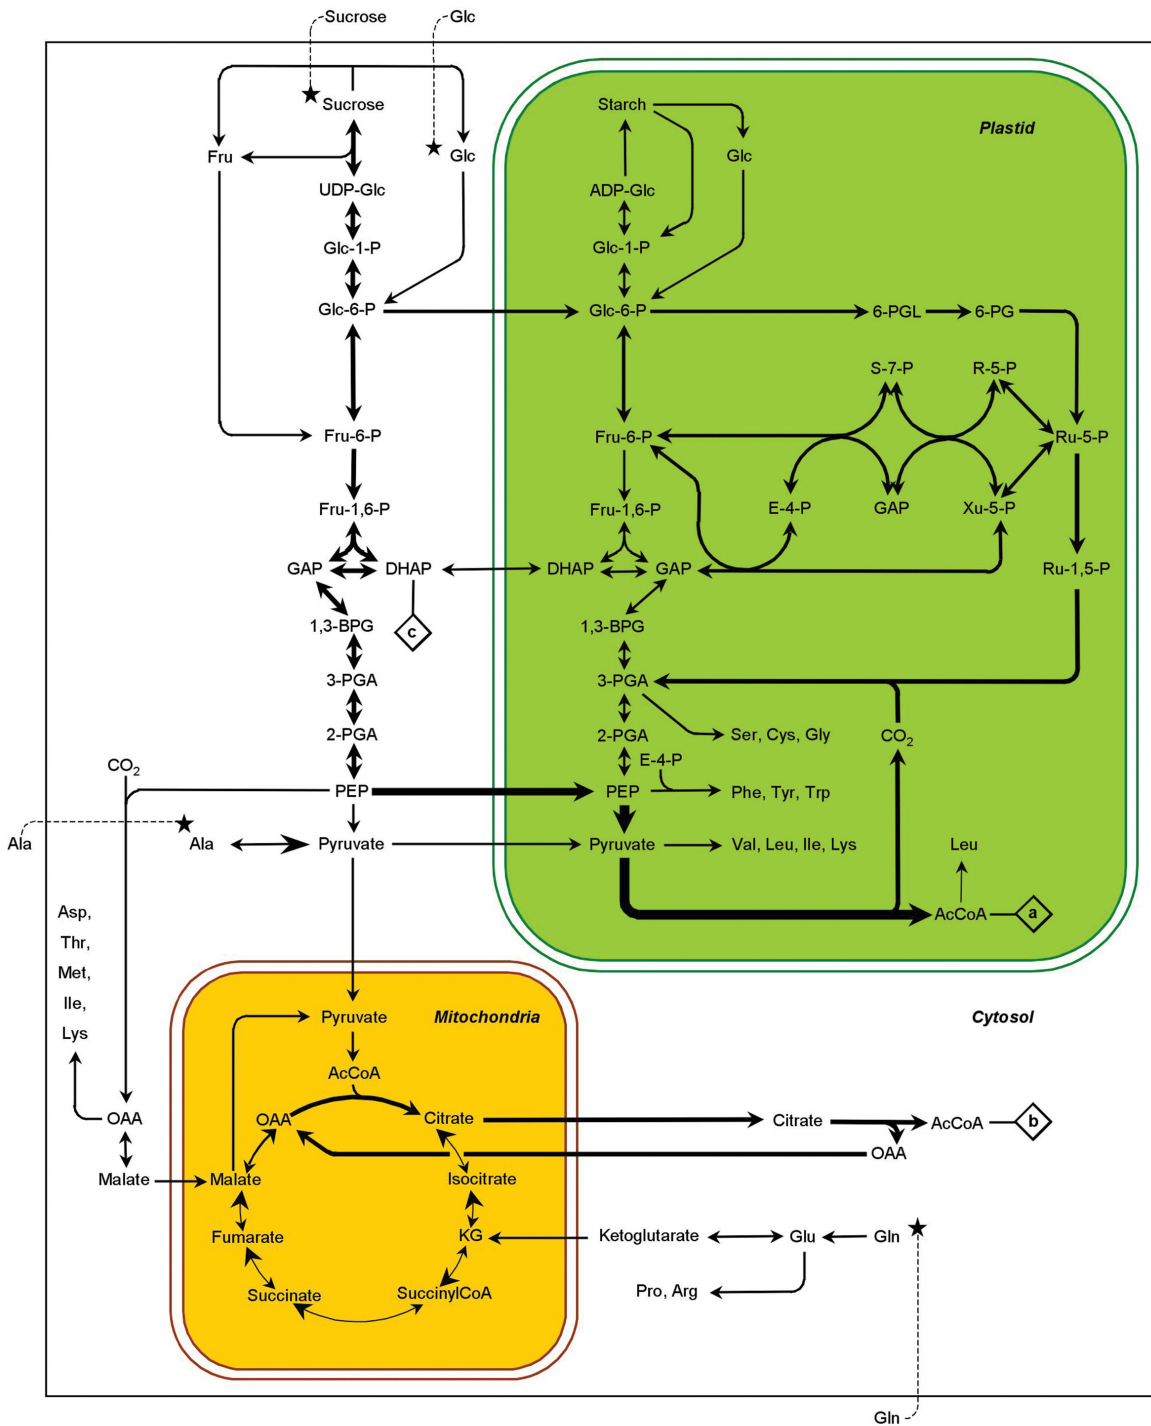 Sucrose
Glc
Sucrose
Starch
Plastid
Fru
Glc
Glc
UDP-Glc
ADP-Glc
Glc-1-P
Glc-1-P
Glc-6-P
Glc-6-P
6-PGL
6-PG
S-7-P
R-5-P
Fru-6-P
Fru-6-P
Ru-5-P
Fru-1,6-P
Fru-1,6-P
E-4-P
GAP
Xu-5-P
GAP
DHAP
DHAP
GAP
Ru-1,5-P
1,3-BPG
c
1,3-BPG
3-PGA
3-PGA
2-PGA
2-PGA
Ser, Cys, Gly
CO2
E-4-P
CO2
PEP
PEP
Phe, Tyr, Trp
Ala
Ala
Pyruvate
Pyruvate
Val, Leu, Ile, Lys
Leu
Asp,
Thr,
Met,
Ile,
Lys
AcCoA
a
Pyruvate
Mitochondria
Cytosol
AcCoA
OAA
OAA
Citrate
Citrate
AcCoA
b
OAA
Malate
Malate
Isocitrate
Fumarate
KG
Ketoglutarate
Glu
Gln
Succinate
SuccinylCoA
Pro, Arg
Gln